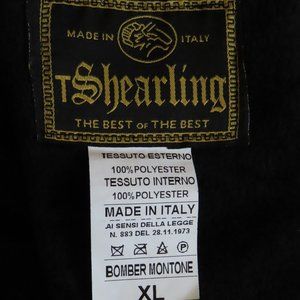 MADE IN ITALY
TShearling
THE BEST OF THE BEST
TESSUTO ESTERNO
100%POLYESTER
TESSUTO INTERNO
100%POLYESTER
MADE IN ITALY
AI SENSI DELLA LEGGE
N. 883 DEL 28.11.1973
BOMBER MONTONE
XL